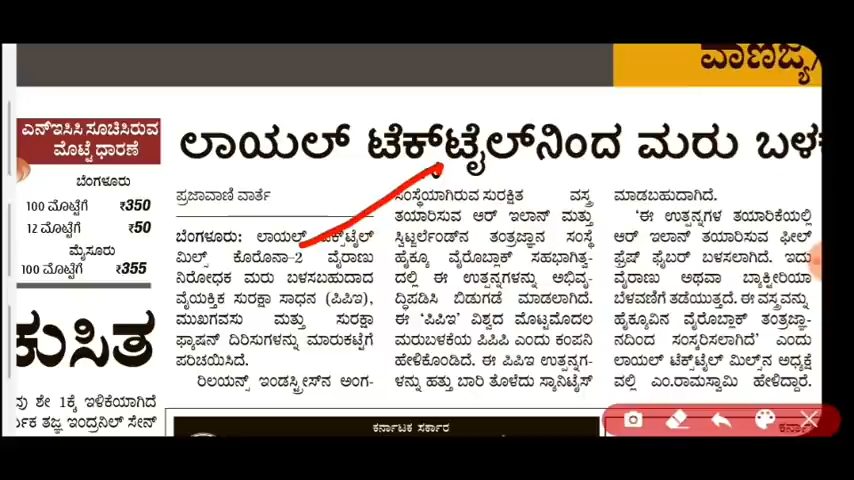 ವಾಣಿಜ್ಯ
ಎನ್‌ಇಸಿಸಿ ಸೂಚಿಸಿರುವ
ಮೊಟ್ಟೆ ಧಾರಣೆ
ಬೆಂಗಳೂರು
100 ಮೊಟ್ಟೆಗೆ ₹350
12 ಮೊಟ್ಟೆಗೆ ₹50
ಮೈಸೂರು
100 ಮೊಟ್ಟೆಗೆ ₹355
ಕುಸಿತ
ಶೇ 1ಕ್ಕೆ ಇಳಿಕೆಯಾಗಿದೆ
ತಜ್ಞ ಇಂದ್ರನಿಲ್ ಸೇನ್
ಲಾಯಲ್ ಟೆಕ್ಸ್‌ಟೈಲ್‌ನಿಂದ ಮರು
ಪ್ರಜಾವಾಣಿ ವಾರ್ತೆ
ಬೆಂಗಳೂರು: ಲಾಯಲ್ ಟೆಕ್ಸ್‌ಟೈಲ್
ಮಿಲ್ಸ್ ಕೊರೊನಾ–2 ವೈರಾಣು
ನಿರೋಧಕ ಮರು ಬಳಸಬಹುದಾದ
ವೈಯಕ್ತಿಕ ಸುರಕ್ಷಾ ಸಾಧನ (ಪಿಪಿಇ),
ಮುಖಗವಸು ಮತ್ತು ಸುರಕ್ಷಾ
ಫ್ಯಾಷನ್ ದಿರಿಸುಗಳನ್ನು ಮಾರುಕಟ್ಟೆಗೆ
ಪರಿಚಯಿಸಿದೆ.
ರಿಲಯನ್ಸ್ ಇಂಡಸ್ಟ್ರೀಸ್‌ನ ಅಂಗ-
ಸಂಸ್ಥೆಯಾಗಿರುವ ಸುರಕ್ಷಿತ ವಸ್ತ್ರ
ತಯಾರಿಸುವ ಆರ್ ಇಲಾನ್ ಮತ್ತು
ಸ್ವಿಟ್ಜರ್ಲೆಂಡ್‌ನ ತಂತ್ರಜ್ಞಾನ ಸಂಸ್ಥೆ
ಹೈಕ್ಯೂ ವೈರೊಬ್ಲಾಕ್ ಸಹಭಾಗಿತ್ವ-
ದಲ್ಲಿ ಈ ಉತ್ಪನ್ನಗಳನ್ನು ಅಭಿವೃ-
ದ್ಧಿಪಡಿಸಿ ಬಿಡುಗಡೆ ಮಾಡಲಾಗಿದೆ.
ಈ ‘ಪಿಪಿಇ’ ವಿಶ್ವದ ಮೊಟ್ಟಮೊದಲ
ಮರುಬಳಕೆಯ ಪಿಪಿಪಿ ಎಂದು ಕಂಪನಿ
ಹೇಳಿಕೊಂಡಿದೆ. ಈ ಪಿಪಿಇ ಉತ್ಪನ್ನಗ-
ಳನ್ನು ಹತ್ತು ಬಾರಿ ತೊಳೆದು ಸ್ಯಾನಿಟೈಸ್
ಮಾಡಬಹುದಾಗಿದೆ.
‘ಈ ಉತ್ಪನ್ನಗಳ ತಯಾರಿಕೆಯಲ್ಲಿ
ಆರ್ ಇಲಾನ್ ತಯಾರಿಸುವ ಫೀಲ್
ಫ್ರೆಷ್ ಫೈಬರ್ ಬಳಸಲಾಗಿದೆ. ಇದು
ವೈರಾಣು ಅಥವಾ ಬ್ಯಾಕ್ಟೀರಿಯಾ
ಬೆಳವಣಿಗೆ ತಡೆಯುತ್ತದೆ. ಈ ವಸ್ತ್ರವನ್ನು
ಹೈಕ್ಯೂವಿನ ವೈರೊಬ್ಲಾಕ್ ತಂತ್ರಜ್ಞಾ-
ನದಿಂದ ಸಂಸ್ಕರಿಸಲಾಗಿದೆ’ ಎಂದು
ಲಾಯಲ್ ಟೆಕ್ಸ್‌ಟೈಲ್ ಮಿಲ್ಸ್‌ನ ಅಧ್ಯಕ್ಷೆ
ವಲ್ಲಿ ಎಂ.ರಾಮಸ್ವಾಮಿ ಹೇಳಿದ್ದಾರೆ.
ಕರ್ನಾಟಕ ಸರ್ಕಾರ